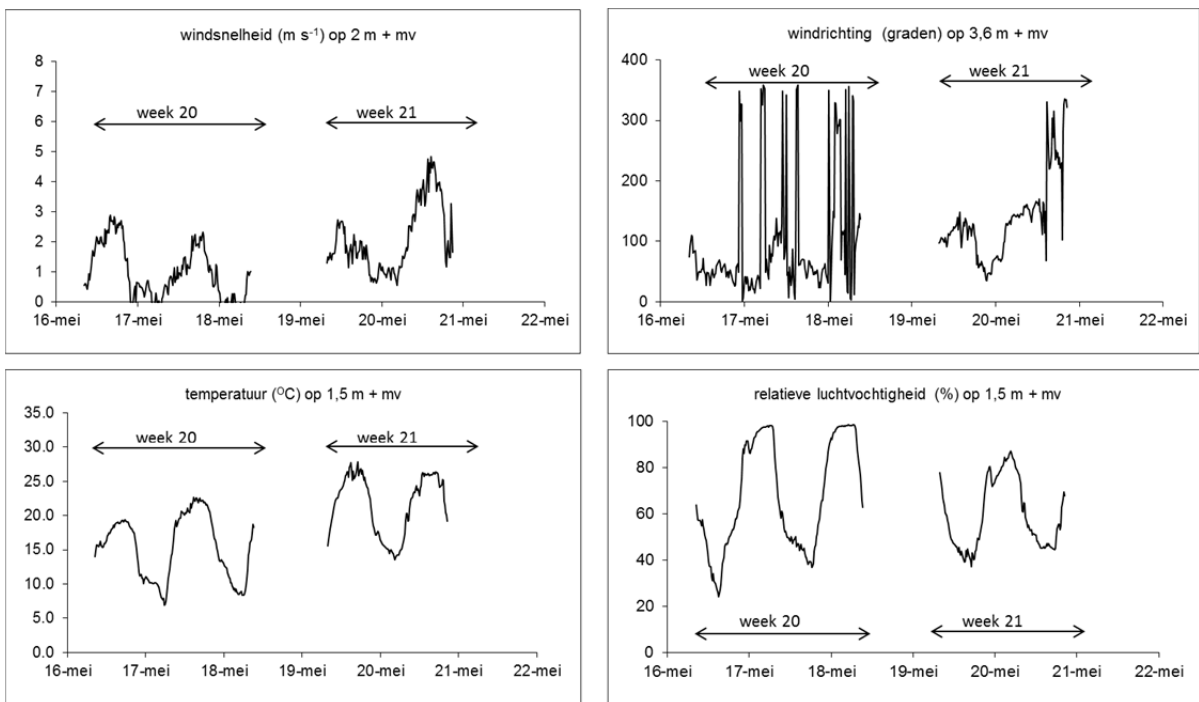 windsnelheid (m s⁻¹) op 2 m + mv
8
7
6
5
4
3
2
1
0
week 20
week 21
16-mei 17-mei 18-mei 19-mei 20-mei 21-mei 22-mei
windrichting (graden) op 3,6 m + mv
400
300
200
100
0
week 20
week 21
16-mei 17-mei 18-mei 19-mei 20-mei 21-mei 22-mei
temperatuur (⁰C) op 1,5 m + mv
35.0
30.0
25.0
20.0
15.0
10.0
5.0
0.0
week 20
week 21
16-mei 17-mei 18-mei 19-mei 20-mei 21-mei 22-mei
relatieve luchtvochtigheid (%) op 1,5 m + mv
100
80
60
40
20
0
week 20
week 21
16-mei 17-mei 18-mei 19-mei 20-mei 21-mei 22-mei